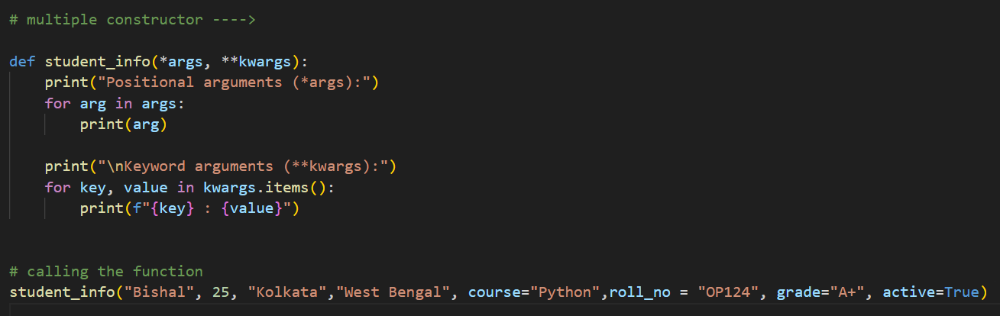 # multiple constructor ---->
def student_info(*args, **kwargs):
    print("Positional arguments (*args):")
    for arg in args:
        print(arg)
    print("\nKeyword arguments (**kwargs):")
    for key, value in kwargs.items():
        print(f"{key} : {value}")
# calling the function
student_info("Bishal", 25, "Kolkata","West Bengal", course="Python",roll_no = "OP124", grade="A+", active=True)